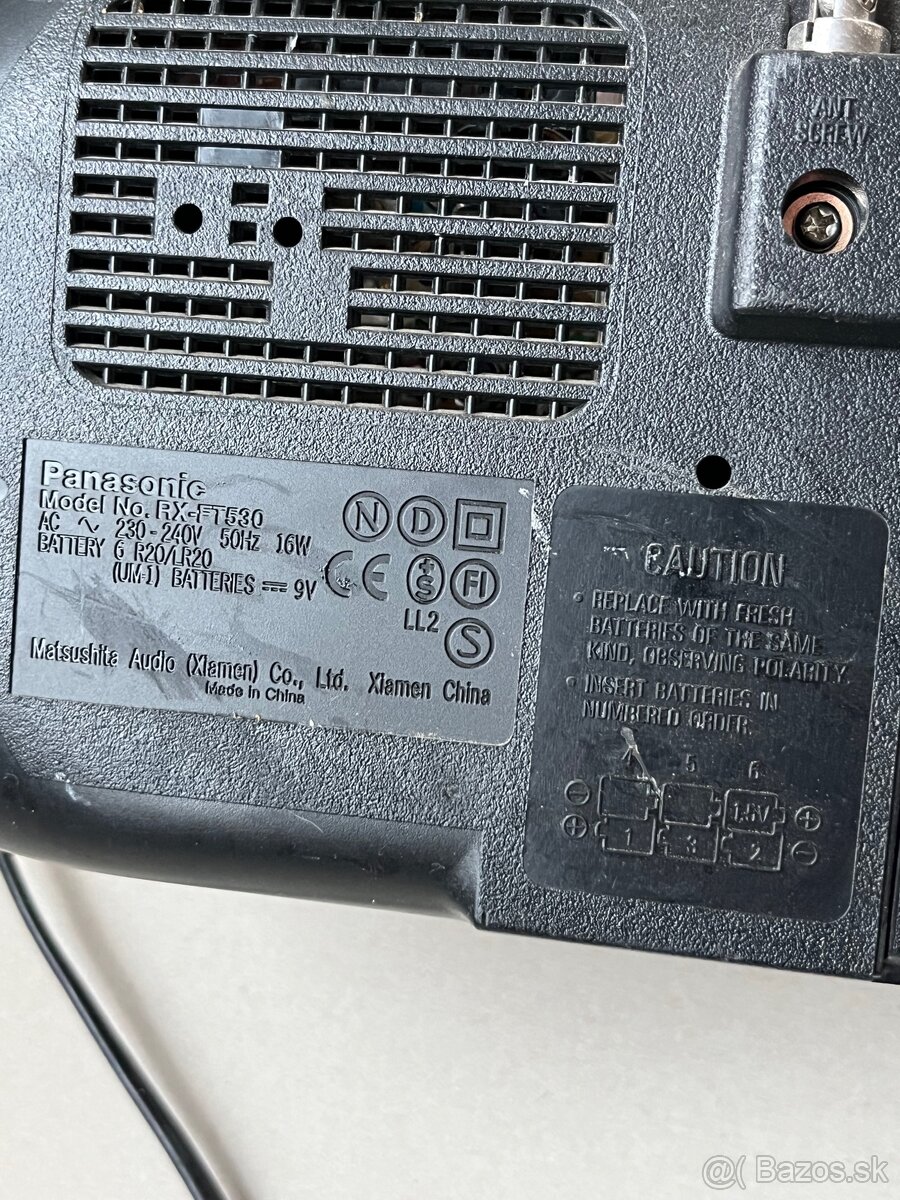 ANT
SCREW
Panasonic
Model No. RX-FT530
AC ∿ 230-240V 50Hz 16W
BATTERY 6 R20/LR20
(UM-1) BATTERIES ⎓ 9V
N D
CE +S FI
LL2
S
Matsushita Audio (Xiamen) Co., Ltd. Xiamen China
Made in China
CAUTION
• REPLACE WITH FRESH
BATTERIES OF THE SAME
KIND, OBSERVING POLARITY.
• INSERT BATTERIES IN
NUMBERED ORDER.
4 5 6
⊖ 1.5V ⊕
⊕ 1 3 2 ⊖
@( Bazos.sk